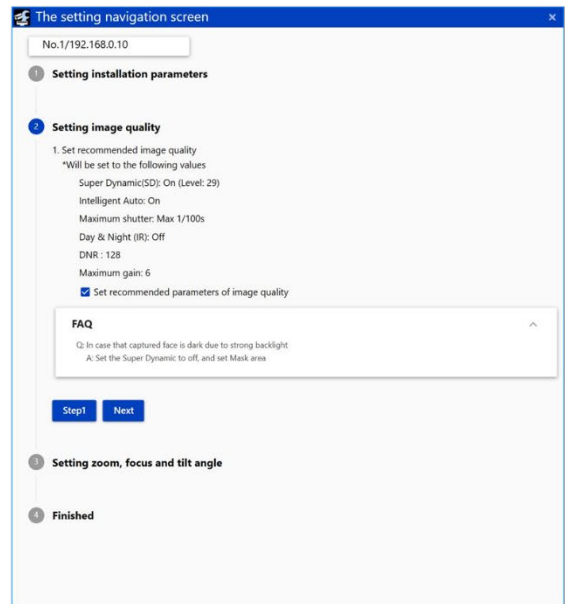 The setting navigation screen
×
No.1/192.168.0.10
1 Setting installation parameters
2 Setting image quality
1. Set recommended image quality
*Will be set to the following values
Super Dynamic(SD): On (Level: 29)
Intelligent Auto: On
Maximum shutter: Max 1/100s
Day & Night (IR): Off
DNR : 128
Maximum gain: 6
Set recommended parameters of image quality
FAQ
Q: In case that captured face is dark due to strong backlight
A: Set the Super Dynamic to off, and set Mask area
Step1 Next
3 Setting zoom, focus and tilt angle
4 Finished